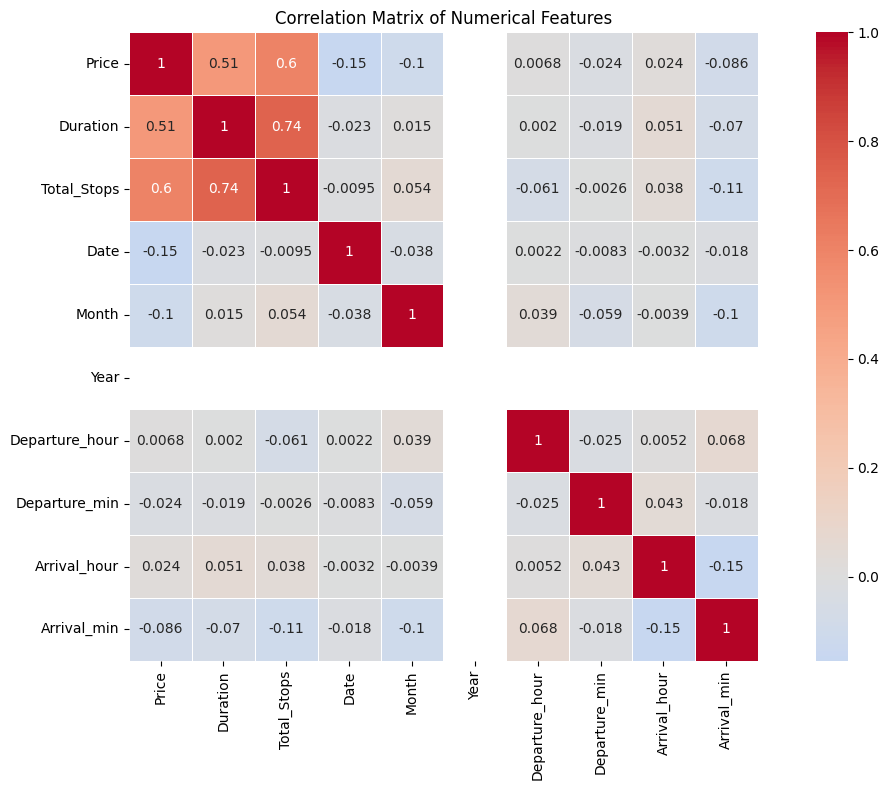 Correlation Matrix of Numerical Features
Price 1 0.51 0.6 -0.15 -0.1 0.0068 -0.024 0.024 -0.086
Duration 0.51 1 0.74 -0.023 0.015 0.002 -0.019 0.051 -0.07
Total_Stops 0.6 0.74 1 -0.0095 0.054 -0.061 -0.0026 0.038 -0.11
Date -0.15 -0.023 -0.0095 1 -0.038 0.0022 -0.0083 -0.0032 -0.018
Month -0.1 0.015 0.054 -0.038 1 0.039 -0.059 -0.0039 -0.1
Year
Departure_hour 0.0068 0.002 -0.061 0.0022 0.039 1 -0.025 0.0052 0.068
Departure_min -0.024 -0.019 -0.0026 -0.0083 -0.059 -0.025 1 0.043 -0.018
Arrival_hour 0.024 0.051 0.038 -0.0032 -0.0039 0.0052 0.043 1 -0.15
Arrival_min -0.086 -0.07 -0.11 -0.018 -0.1 0.068 -0.018 -0.15 1
Price Duration Total_Stops Date Month Year Departure_hour Departure_min Arrival_hour Arrival_min
1.0
0.8
0.6
0.4
0.2
0.0